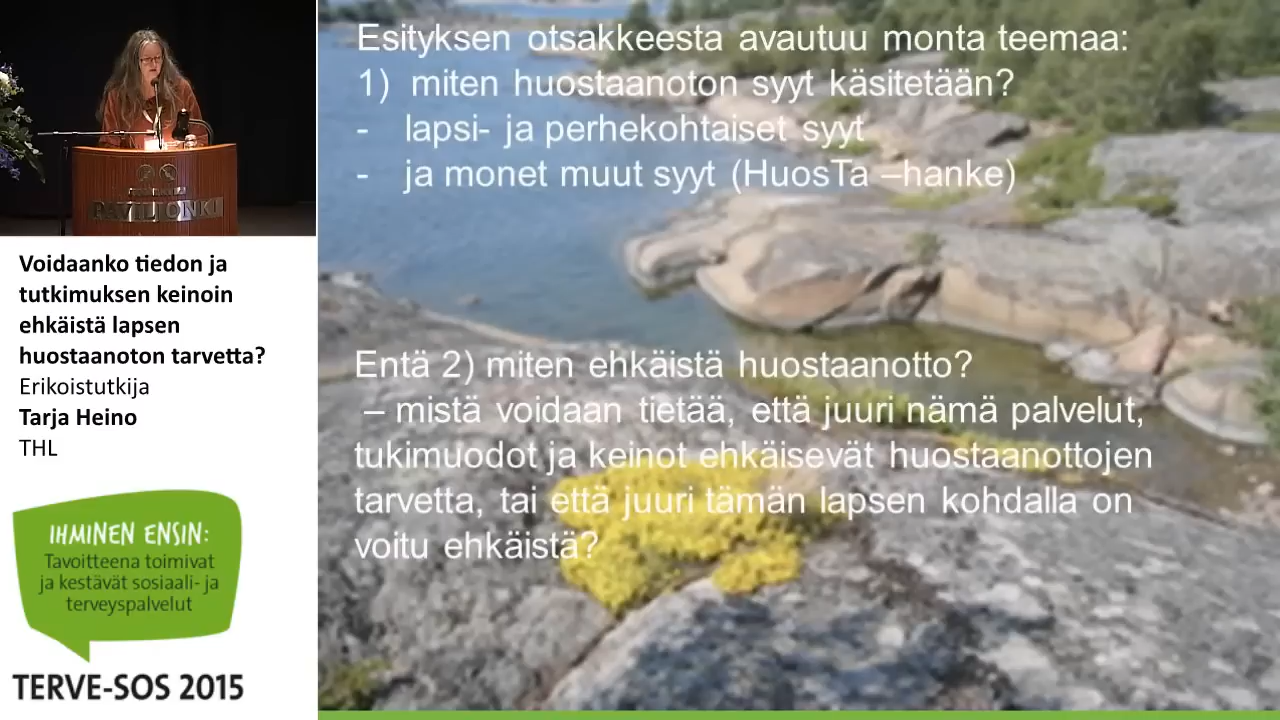 PAVILJONKI
Voidaanko tiedon ja
tutkimuksen keinoin
ehkäistä lapsen
huostaanoton tarvetta?
Erikoistutkija
Tarja Heino
THL
IHMINEN ENSIN:
Tavoitteena toimivat
ja kestävät sosiaali- ja
terveyspalvelut
TERVE-SOS 2015
Esityksen otsakkeesta avautuu monta teemaa:
1) miten huostaanoton syyt käsitetään?
- lapsi- ja perhekohtaiset syyt
- ja monet muut syyt (HuosTa –hanke)
Entä 2) miten ehkäistä huostaanotto?
– mistä voidaan tietää, että juuri nämä palvelut,
tukimuodot ja keinot ehkäisevät huostaanottojen
tarvetta, tai että juuri tämän lapsen kohdalla on
voitu ehkäistä?